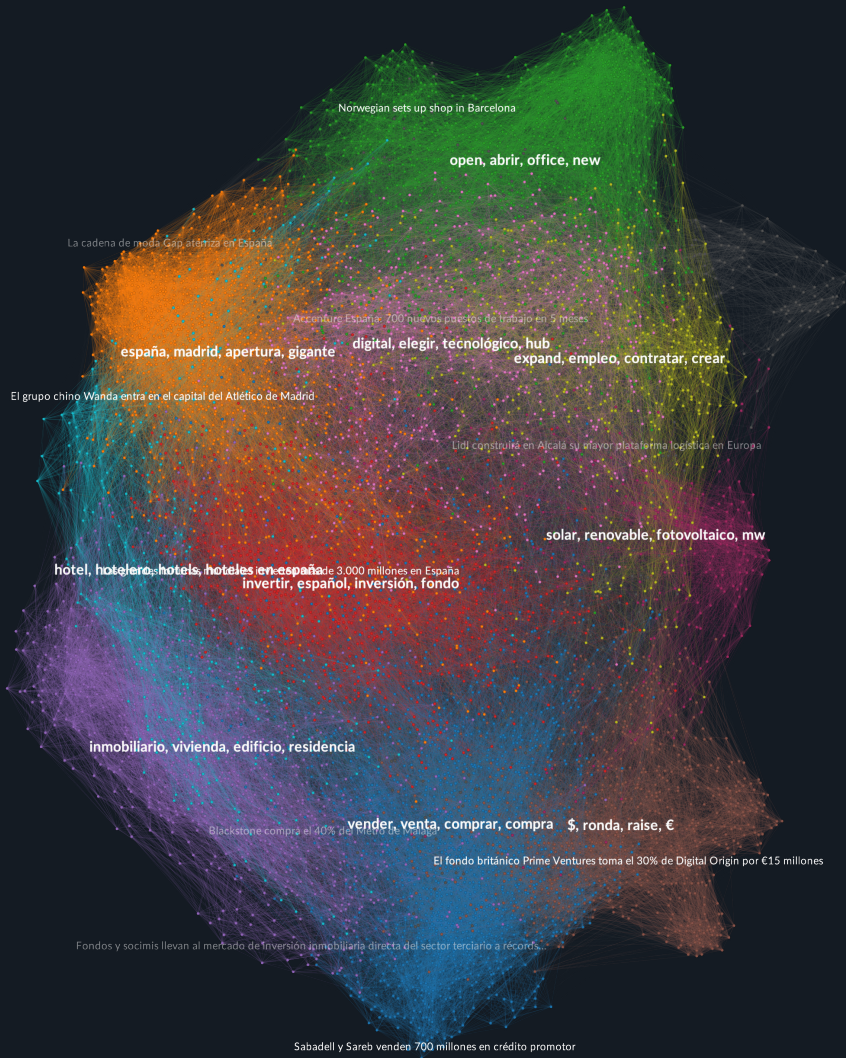 Norwegian sets up shop in Barcelona
open, abrir, office, new
La cadena de moda Gap aterriza en España
Accenture España: 700 nuevos puestos de trabajo en 5 meses
digital, elegir, tecnológico, hub
españa, madrid, apertura, gigante
expand, empleo, contratar, crear
El grupo chino Wanda entra en el capital del Atlético de Madrid
Lidl construirá en Alcalá su mayor plataforma logística en Europa
solar, renovable, fotovoltaico, mw
hotel, hotelero, hotels, hoteles en españa
de 3.000 millones en España
invertir, español, inversión, fondo
inmobiliario, vivienda, edificio, residencia
vender, venta, comprar, compra
$, ronda, raise, €
Blackstone compra el 40% del Metro de Málaga
El fondo británico Prime Ventures toma el 30% de Digital Origin por €15 millones
Fondos y socimis llevan al mercado de inversión inmobiliaria directa del sector terciario a récords...
Sabadell y Sareb venden 700 millones en crédito promotor